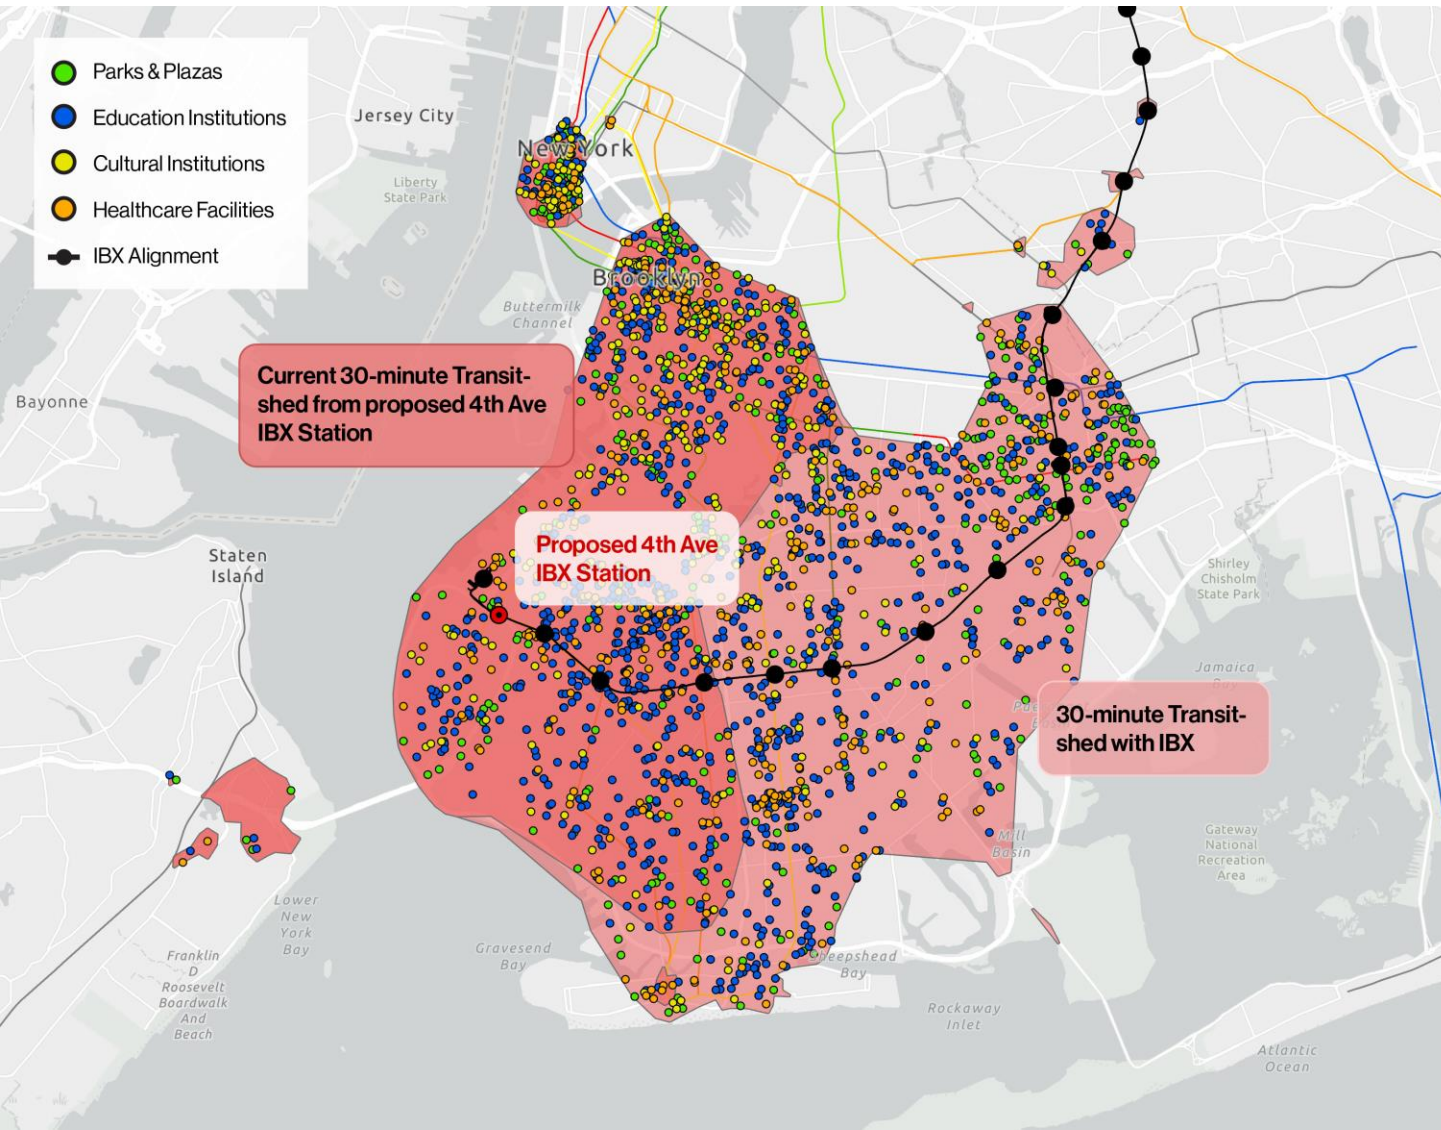 Parks & Plazas
Education Institutions
Cultural Institutions
Healthcare Facilities
IBX Alignment
Jersey City
New York
Liberty
State Park
Brooklyn
Buttermilk
Channel
Current 30-minute Transit-
shed from proposed 4th Ave
IBX Station
Bayonne
Proposed 4th Ave
IBX Station
Staten
Island
Shirley
Chisholm
State Park
Jamaica
30-minute Transit-
shed with IBX
Mill
Basin
Gateway
National
Recreation
Area
Lower
New
York
Bay
Gravesend
Bay
Sheepshead
Bay
Franklin
D
Roosevelt
Boardwalk
And
Beach
Rockaway
Inlet
Atlantic
Ocean